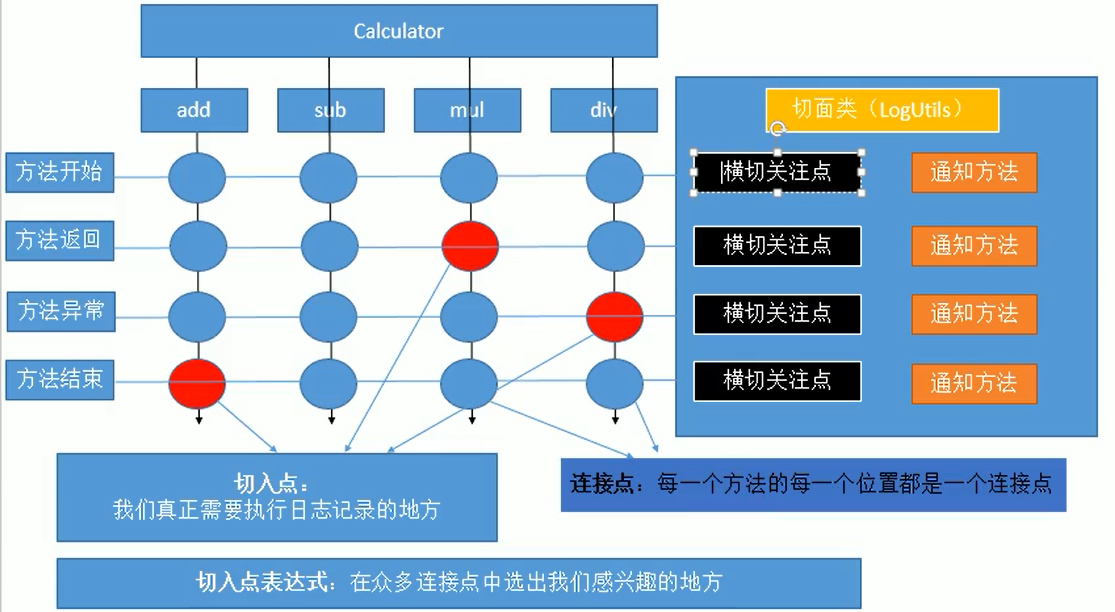 Calculator
add
sub
mul
div
切面类（LogUtils）
方法开始
横切关注点
通知方法
方法返回
横切关注点
通知方法
方法异常
横切关注点
通知方法
方法结束
横切关注点
通知方法
切入点：
我们真正需要执行日志记录的地方
连接点：每一个方法的每一个位置都是一个连接点
切入点表达式：在众多连接点中选出我们感兴趣的地方